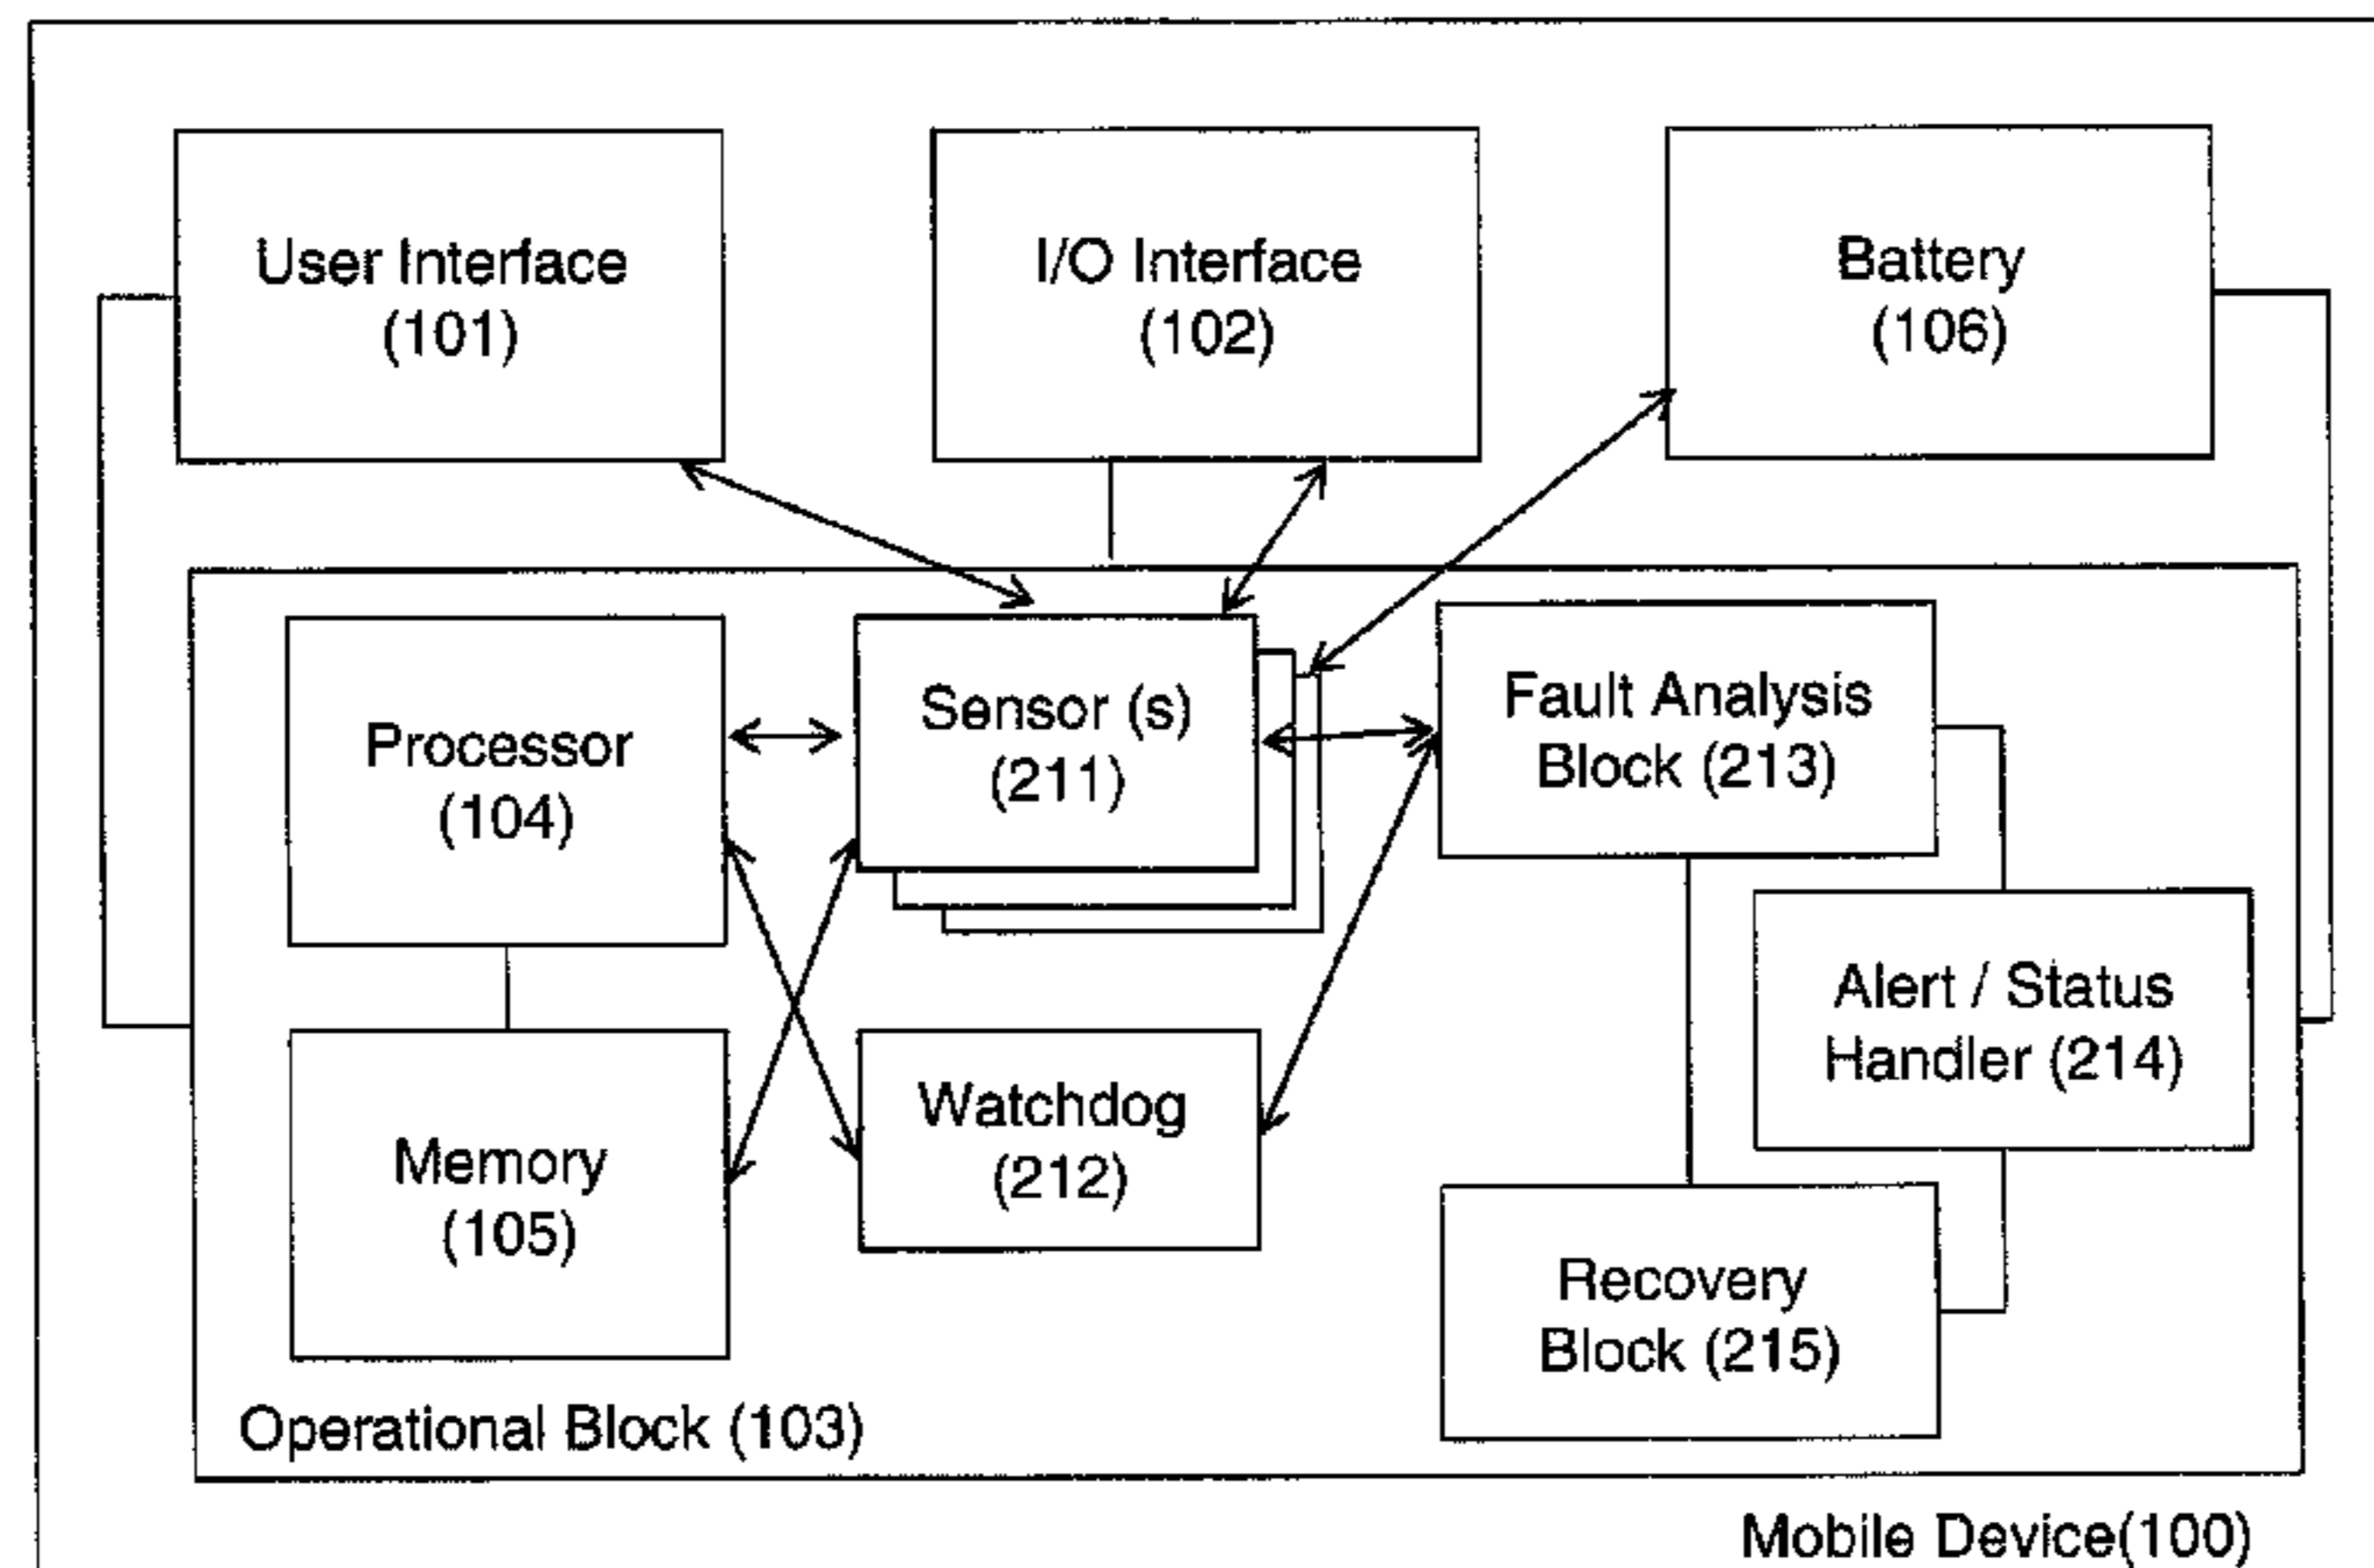 User Interface
(101)
I/O Interface
(102)
Battery
(106)
Processor
(104)
Sensor (s)
(211)
Fault Analysis
Block (213)
Alert / Status
Handler (214)
Memory
(105)
Watchdog
(212)
Recovery
Block (215)
Operational Block (103)
Mobile Device(100)